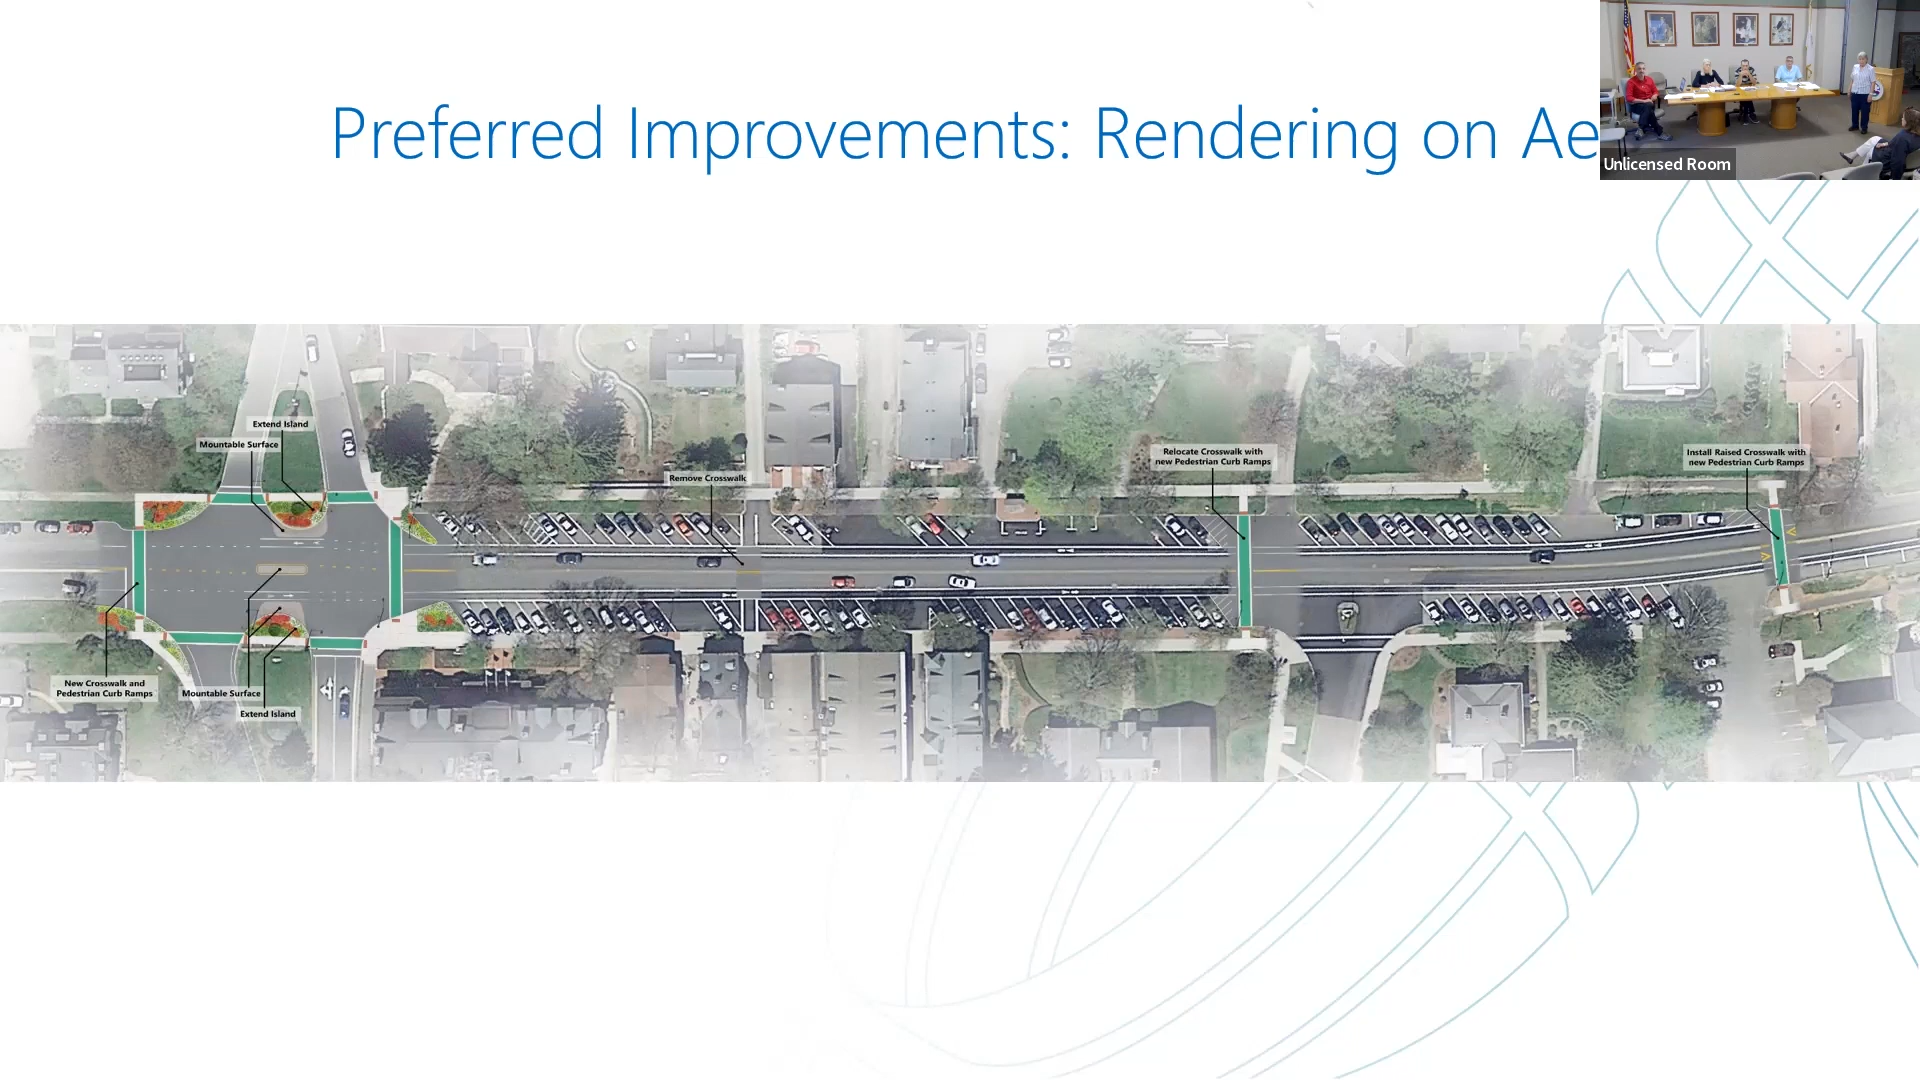 Preferred Improvements: Rendering on Ae
Unlicensed Room
Extend Island
Mountable Surface
Remove Crosswalk
Relocate Crosswalk with
new Pedestrian Curb Ramps
Install Raised Crosswalk with
new Pedestrian Curb Ramps
New Crosswalk and
Pedestrian Curb Ramps
Mountable Surface
Extend Island